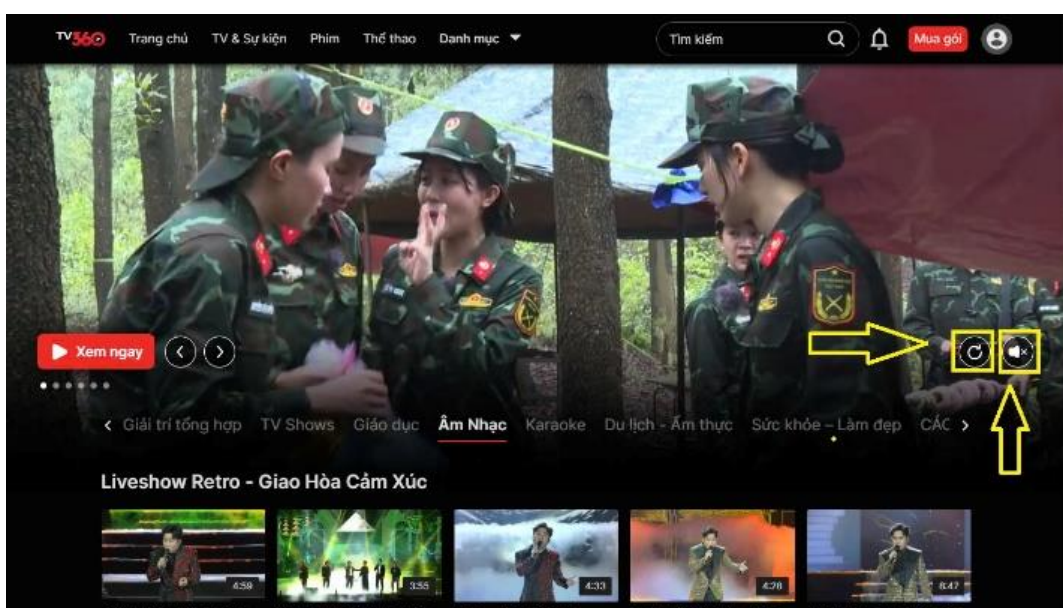 TV360
Trang chủ TV & Sự kiện Phim Thể thao Danh mục
Tìm kiếm
Mua gói
Xem ngay
Giải trí tổng hợp TV Shows Giáo dục Âm Nhạc Karaoke Du lịch - Ẩm thực Sức khỏe – Làm đẹp CÁC
Liveshow Retro - Giao Hòa Cảm Xúc
4:59 3:55 4:33 4:28 8:47